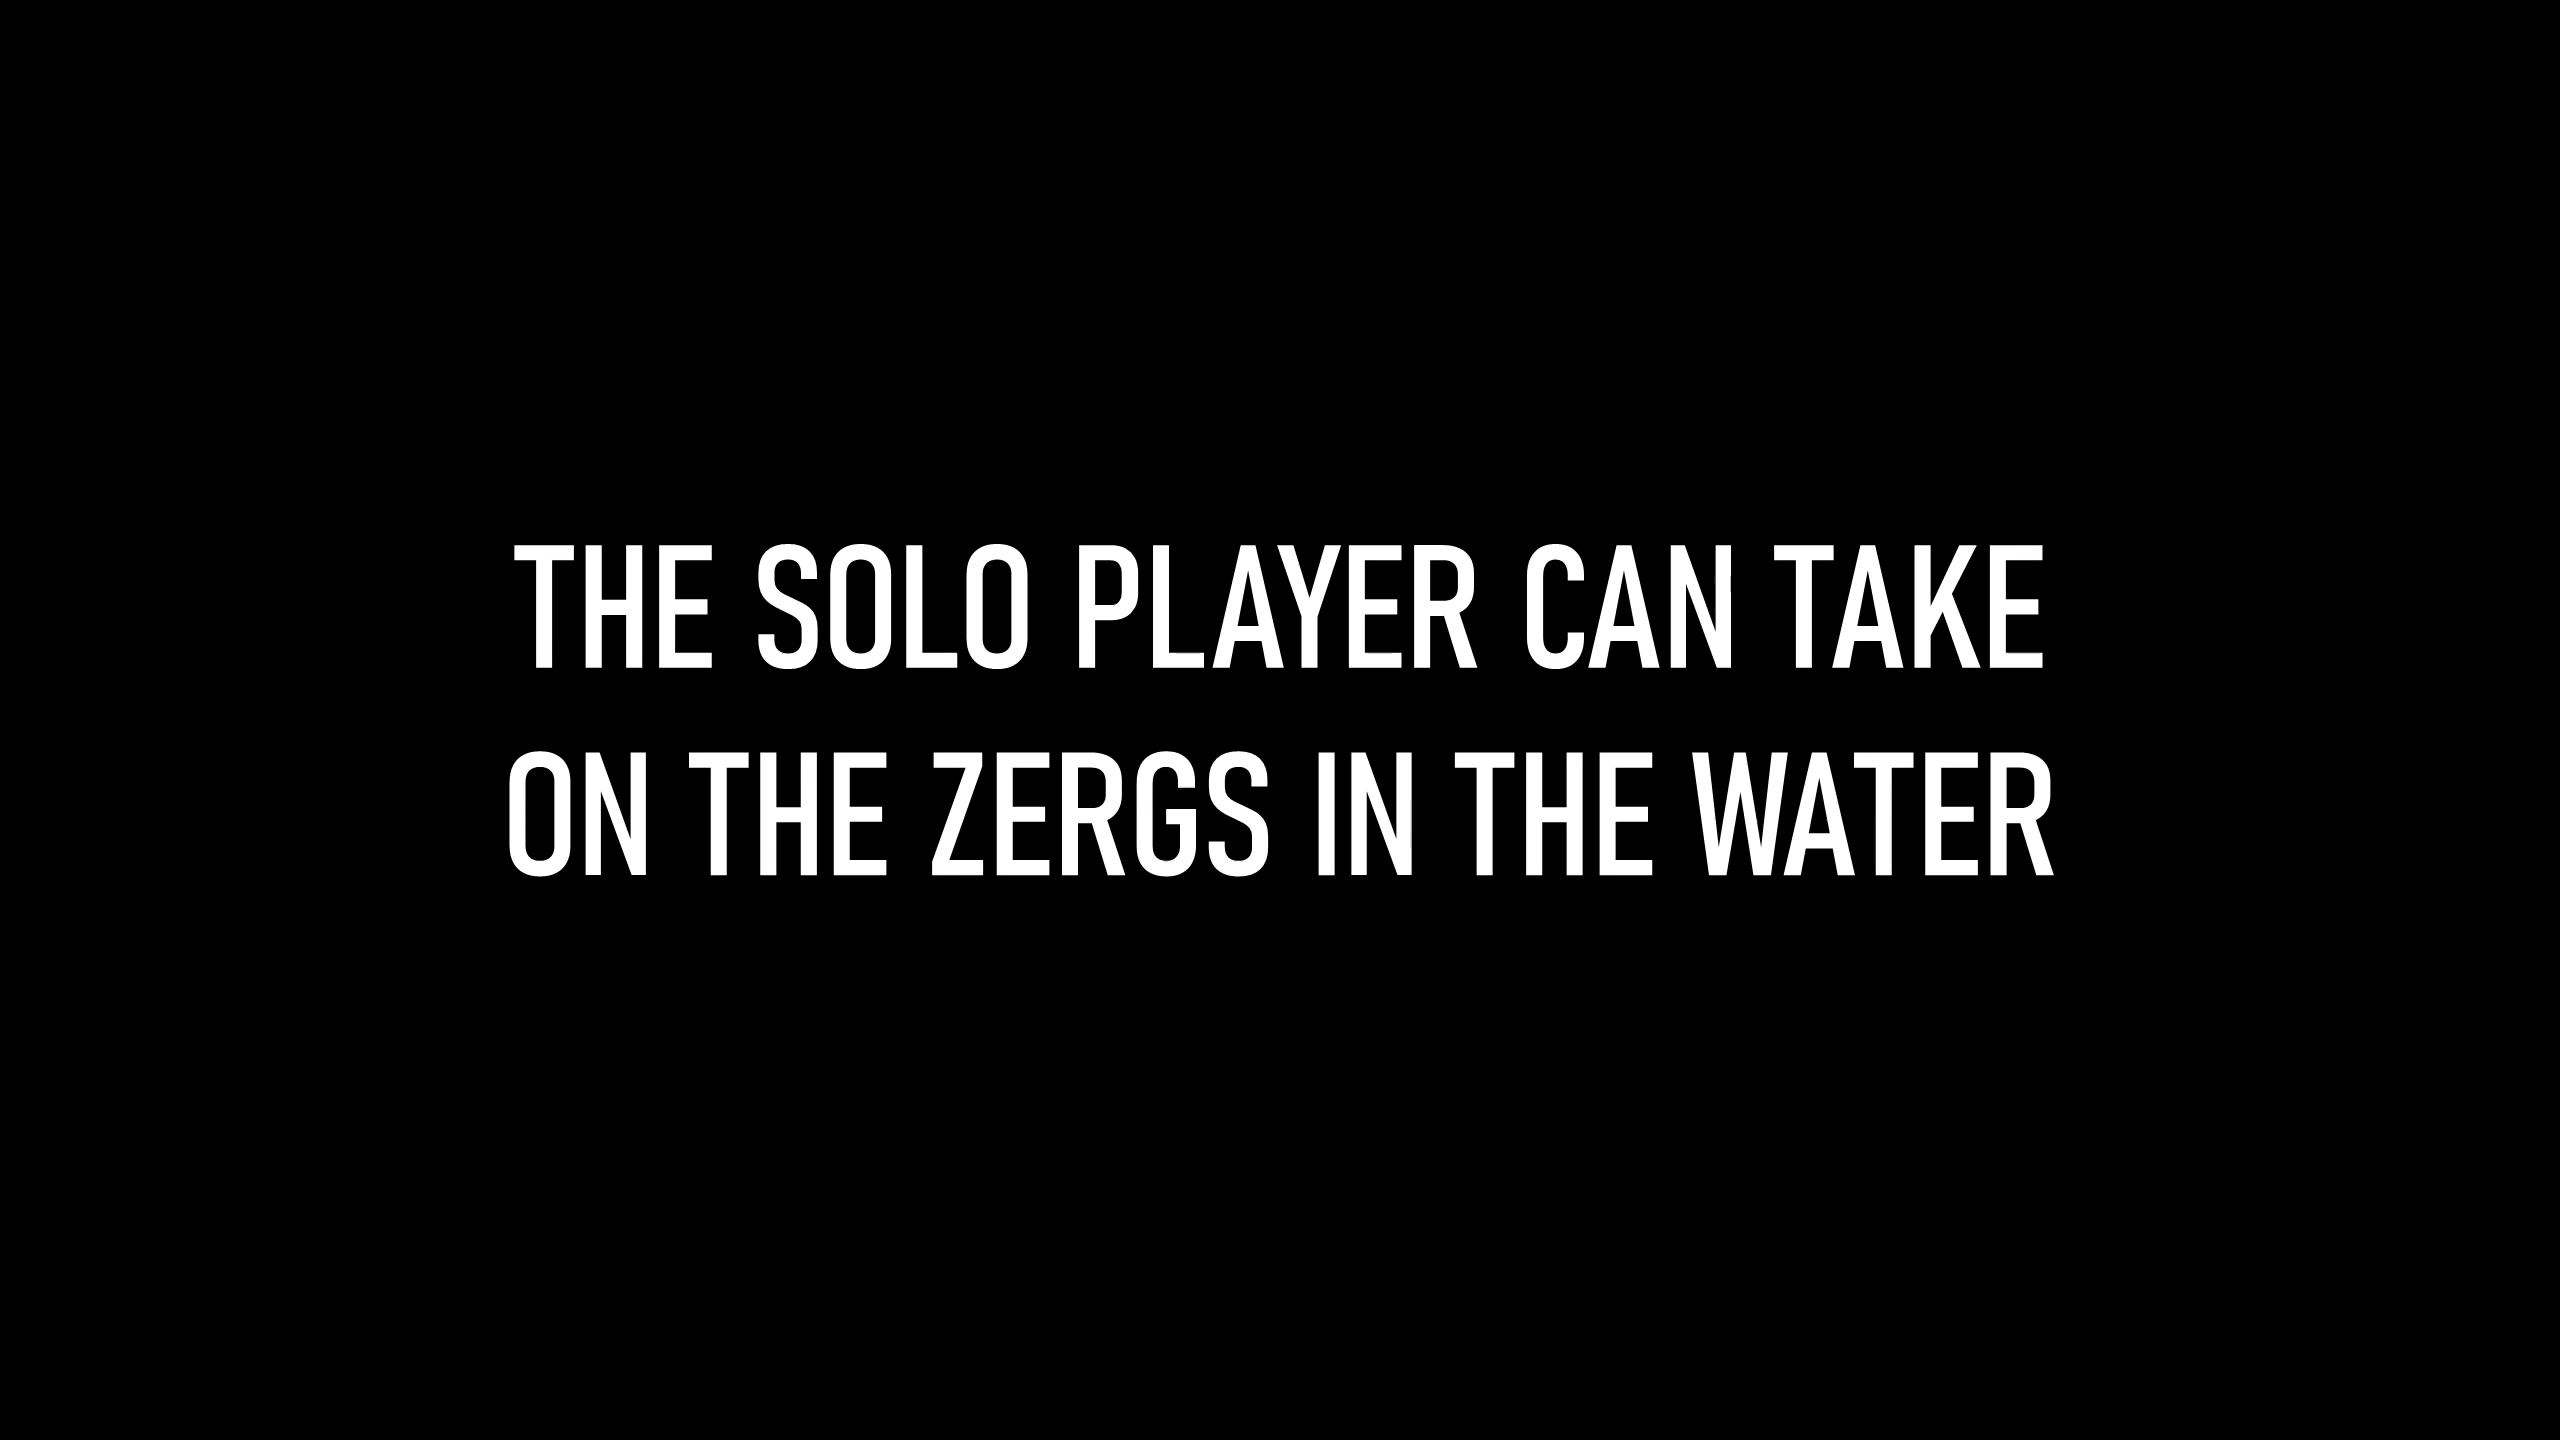 THE SOLO PLAYER CAN TAKE
ON THE ZERGS IN THE WATER